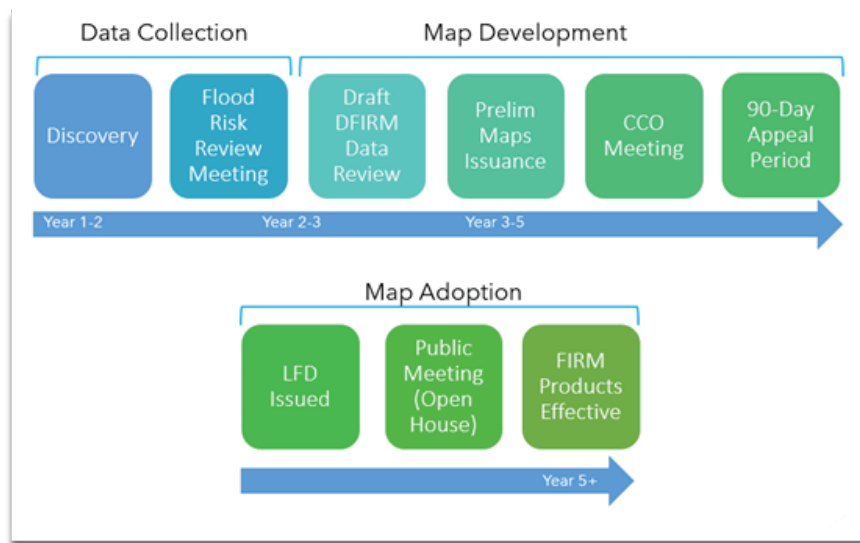 Data Collection
Map Development
Discovery
Flood
Risk
Review
Meeting
Draft
DFIRM
Data
Review
Prelim
Maps
Issuance
CCO
Meeting
90-Day
Appeal
Period
Year 1-2
Year 2-3
Year 3-5
Map Adoption
LFD
Issued
Public
Meeting
(Open
House)
FIRM
Products
Effective
Year 5+